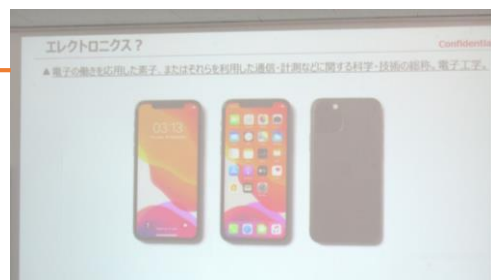 エレクトロニクス？
Confidential
▲電子の働きを応用した素子、またはそれらを利用した通信・計測などに関する科学・技術の総称。電子工学。
03:13